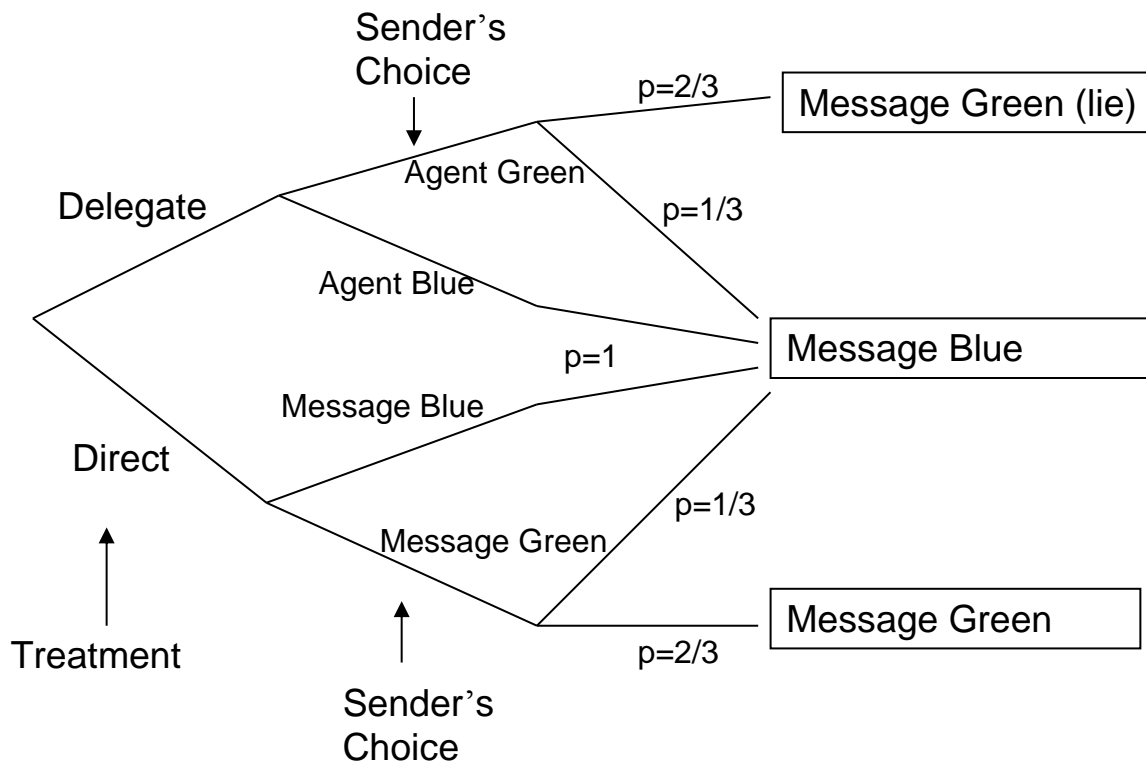 Sender’s
Choice
p=2/3
Message Green (lie)
Agent Green
Delegate
p=1/3
Agent Blue
Message Blue
p=1
Message Blue
Direct
p=1/3
Message Green
Message Green
Treatment
p=2/3
Sender’s
Choice